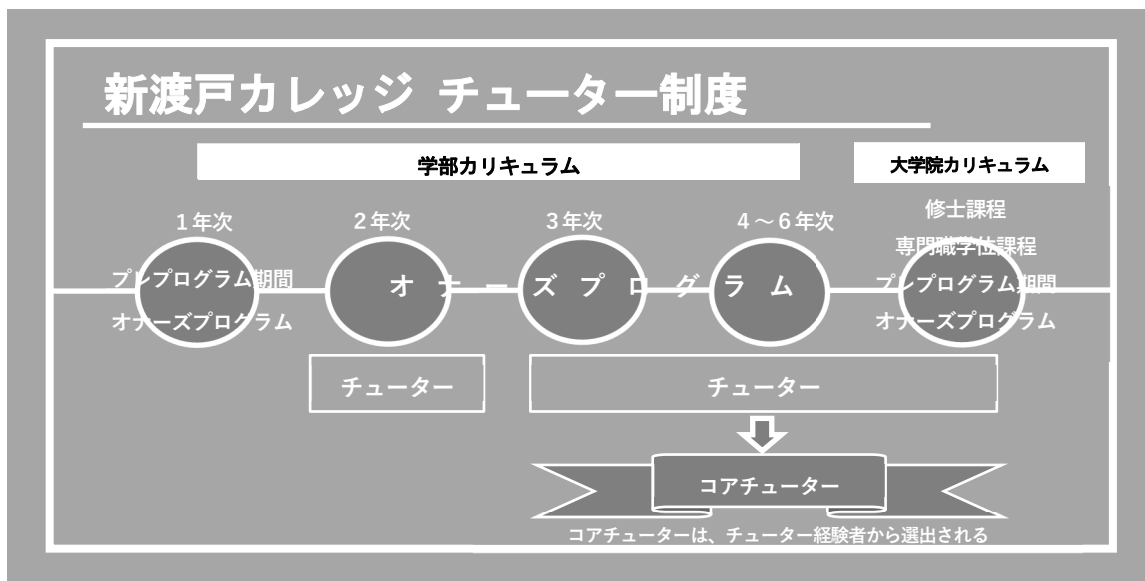 新渡戸カレッジ チューター制度
学部カリキュラム
大学院カリキュラム
1年次
2年次
3年次
4～6年次
修士課程
専門職学位課程
プレプログラム期間
オナーズプログラム
オナーズプログラム
プレプログラム期間
オナーズプログラム
チューター
チューター
コアチューター
コアチューターは、チューター経験者から選出される